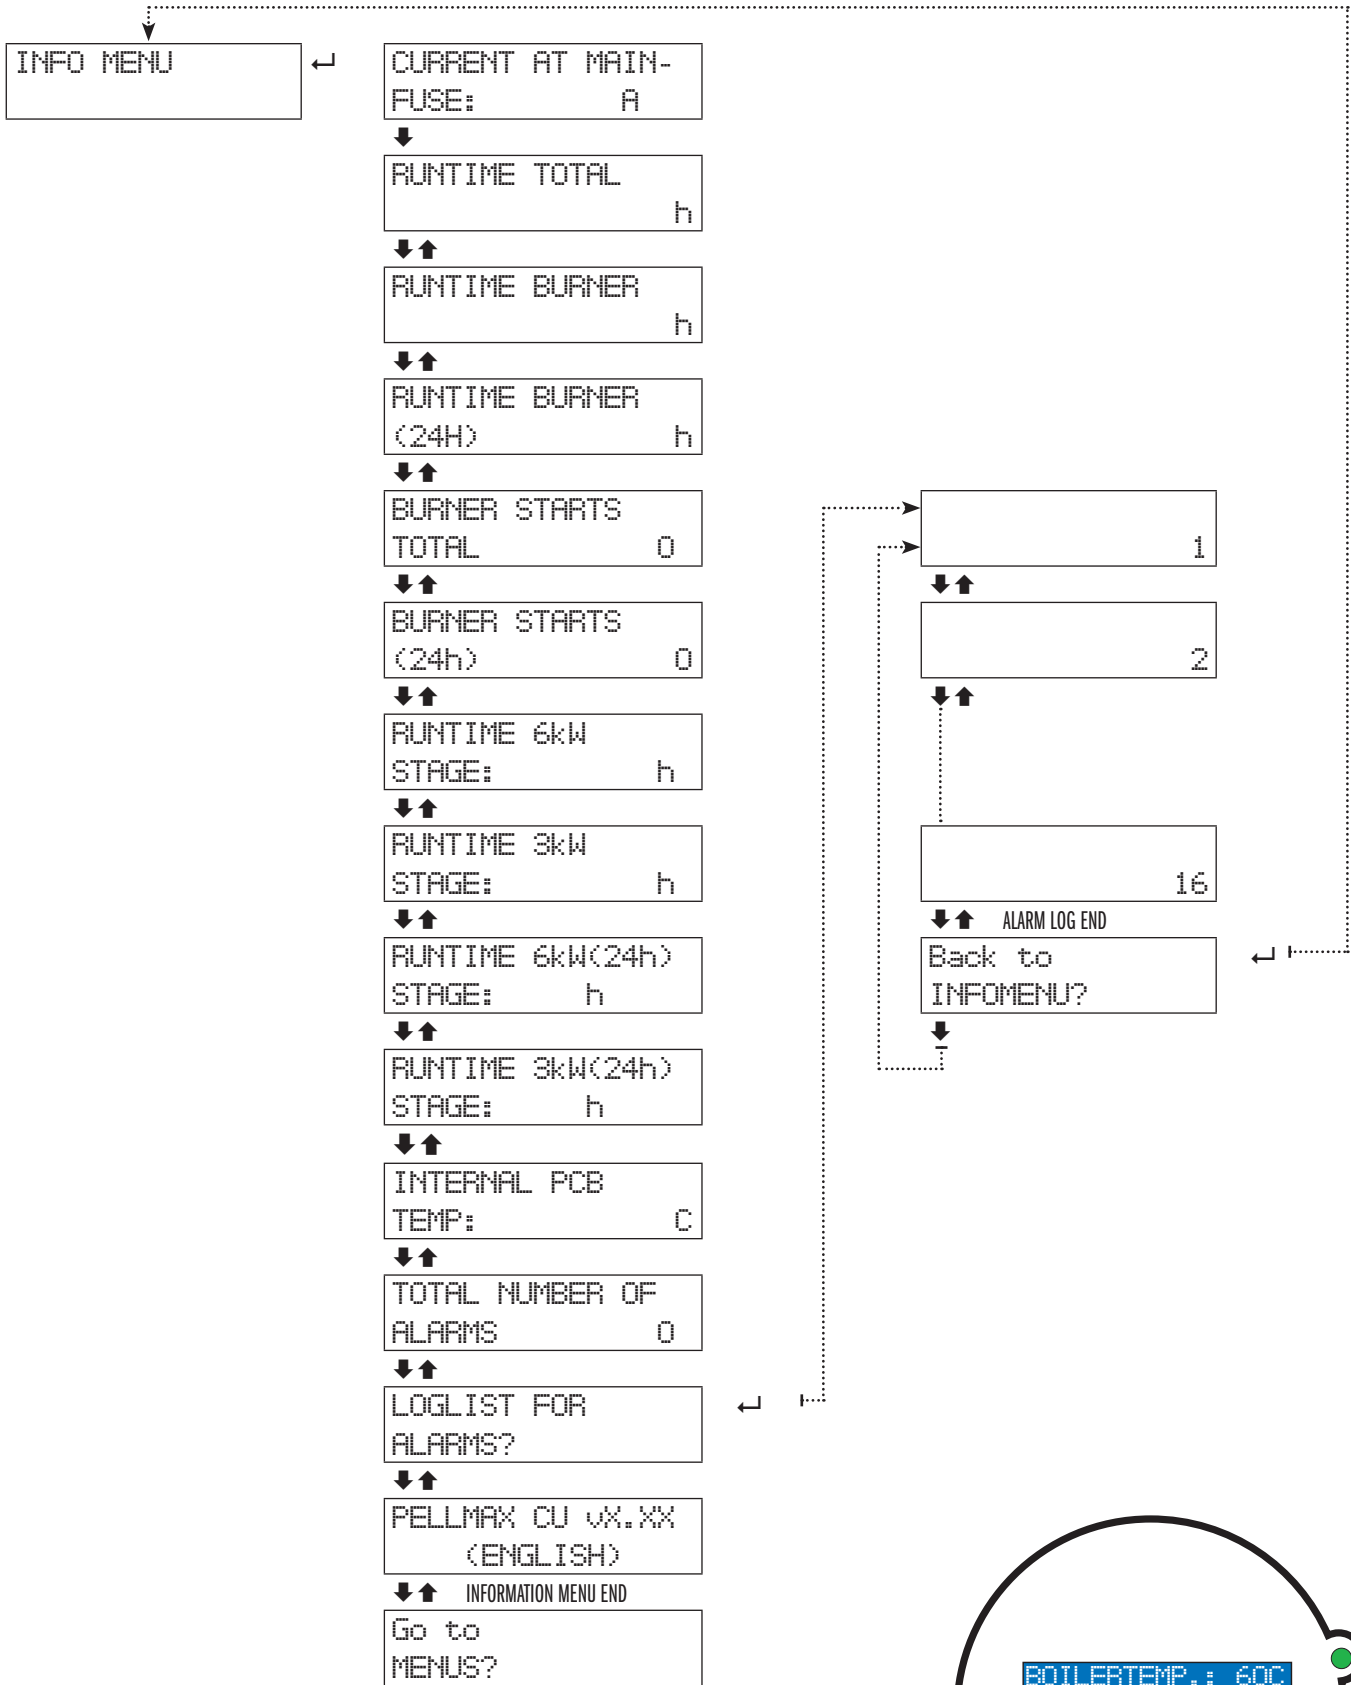 INFO MENU
CURRENT AT MAIN-
FUSE: A
RUNTIME TOTAL
h
RUNTIME BURNER
h
RUNTIME BURNER
(24H) h
BURNER STARTS
TOTAL 0
BURNER STARTS
(24h) 0
RUNTIME 6kW
STAGE: h
RUNTIME 3kW
STAGE: h
RUNTIME 6kW(24h)
STAGE: h
RUNTIME 3kW(24h)
STAGE: h
INTERNAL PCB
TEMP: C
TOTAL NUMBER OF
ALARMS 0
LOGLIST FOR
ALARMS?
PELLMAX CU vX.XX
(ENGLISH)
INFORMATION MENU END
Go to
MENUS?
1
2
16
ALARM LOG END
Back to
INFOMENU?
BOILERTEMP.: 60C